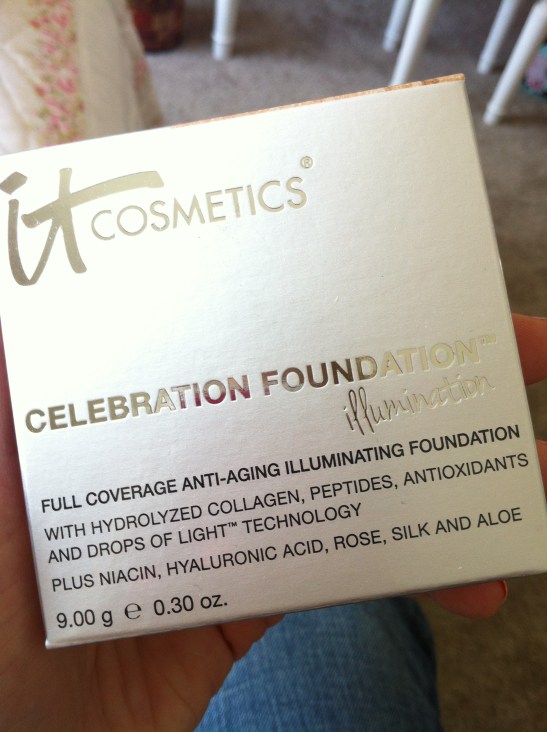 it COSMETICS®
CELEBRATION FOUNDATION™
illumination
FULL COVERAGE ANTI-AGING ILLUMINATING FOUNDATION
WITH HYDROLYZED COLLAGEN, PEPTIDES, ANTIOXIDANTS
AND DROPS OF LIGHT™ TECHNOLOGY
PLUS NIACIN, HYALURONIC ACID, ROSE, SILK AND ALOE
9.00 g ℮ 0.30 oz.